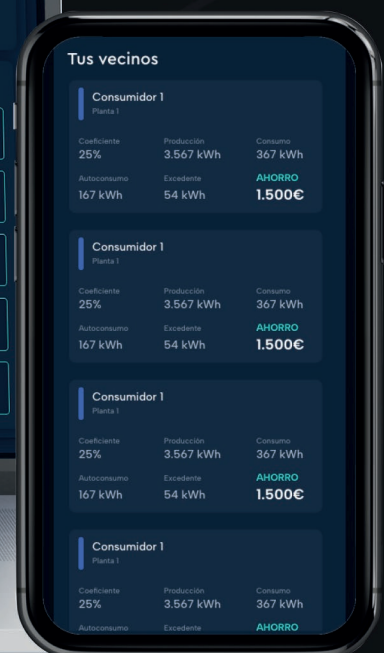 Tus vecinos
Consumidor 1
Planta 1
Coeficiente Producción Consumo
25% 3.567 kWh 367 kWh
Autoconsumo Excedente AHORRO
167 kWh 54 kWh 1.500€
Consumidor 1
Planta 1
Coeficiente Producción Consumo
25% 3.567 kWh 367 kWh
Autoconsumo Excedente AHORRO
167 kWh 54 kWh 1.500€
Consumidor 1
Planta 1
Coeficiente Producción Consumo
25% 3.567 kWh 367 kWh
Autoconsumo Excedente AHORRO
167 kWh 54 kWh 1.500€
Consumidor 1
Planta 1
Coeficiente Producción Consumo
25% 3.567 kWh 367 kWh
Autoconsumo Excedente AHORRO